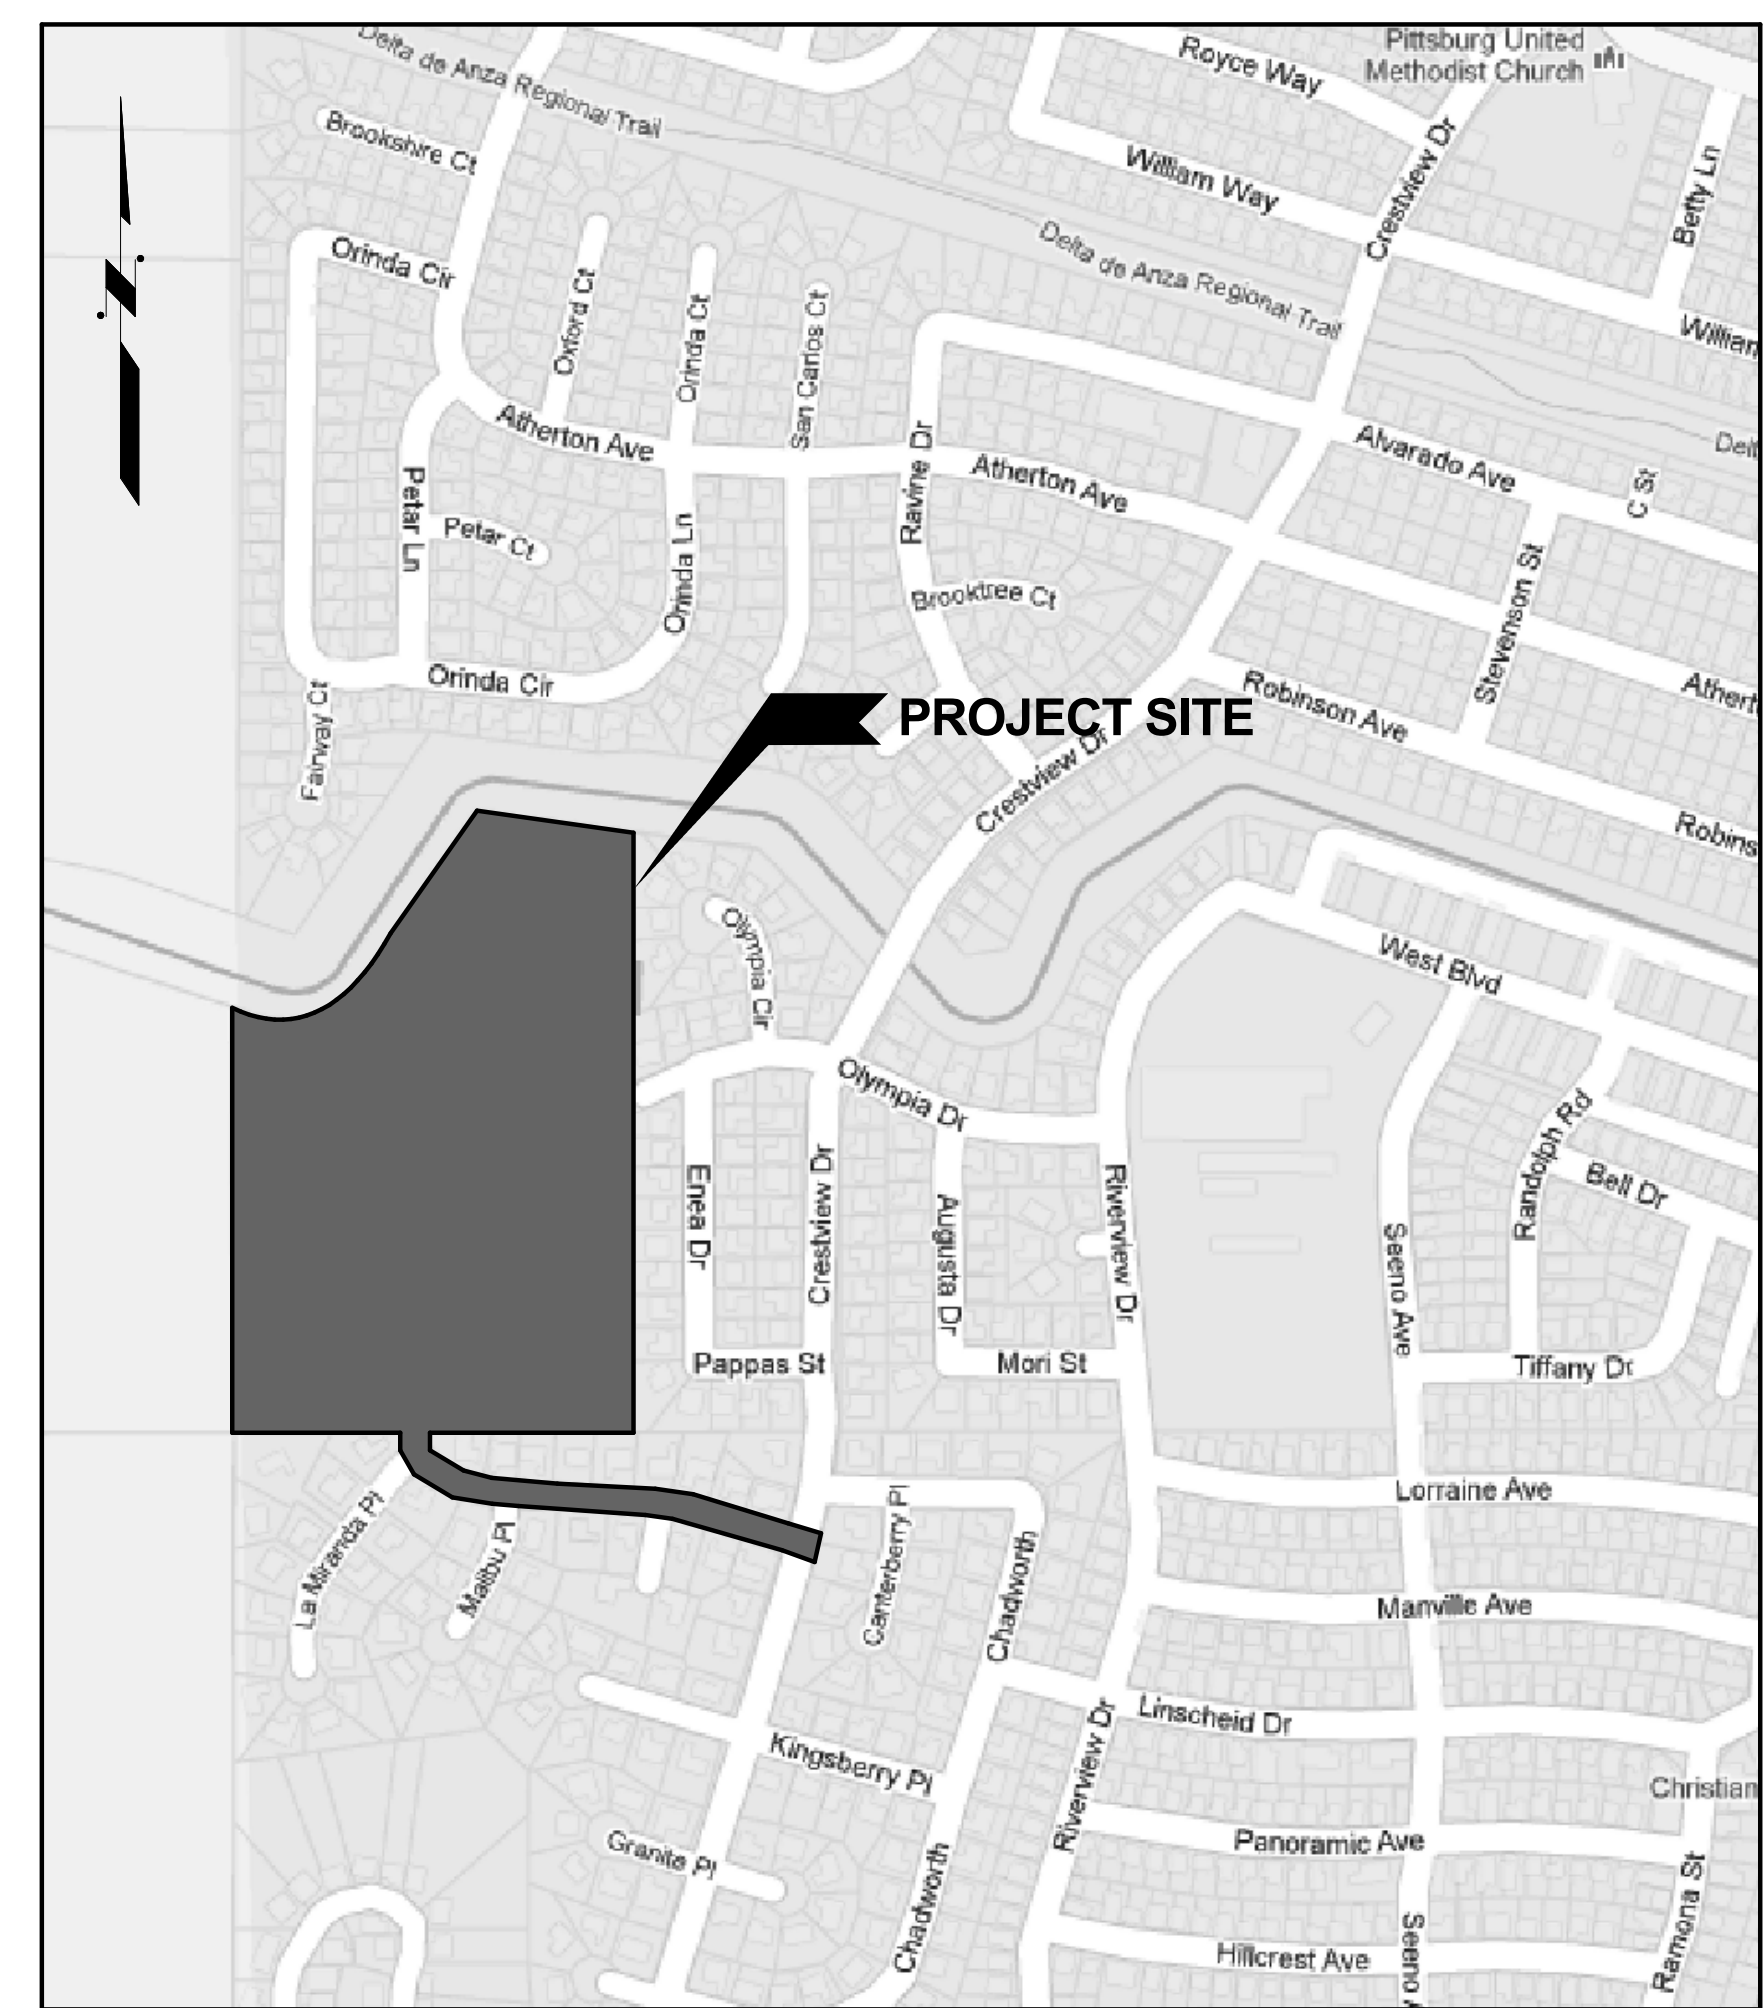 Pittsburg United
Methodist Church
Royce Way
Delta de Anza Regional Trail
Brookshire Ct
William Way
Crestview Dr
Betty Ln
Orinda Cir
Delta de Anza Regional Trail
Oxford Ct
Orinda Ct
San Carlos Ct
William
Atherton Ave
Alvarado Ave
Delt
Ravine Dr
Atherton Ave
C St
Petar Ln
Petar Ct
Orinda Ln
Brooktree Ct
Stevenson St
Orinda Cir
Fairway Ct
PROJECT SITE
Robinson Ave
Athert
Crestview Dr
Robins
Olympia Cir
West Blvd
Olympia Dr
Randolph Rd
Bell Dr
Enea Dr
Crestview Dr
Augusta Dr
Riverview Dr
Seeno Ave
Pappas St
Mori St
Tiffany Dr
La Miranda Pl
Malibu Pl
Canterberry Pl
Chadworth
Lorraine Ave
Manville Ave
Linscheid Dr
Kingsberry Pl
Riverview Dr
Christian
Granite Pl
Panoramic Ave
Chadworth
Ramona St
Hillcrest Ave
Seeno A